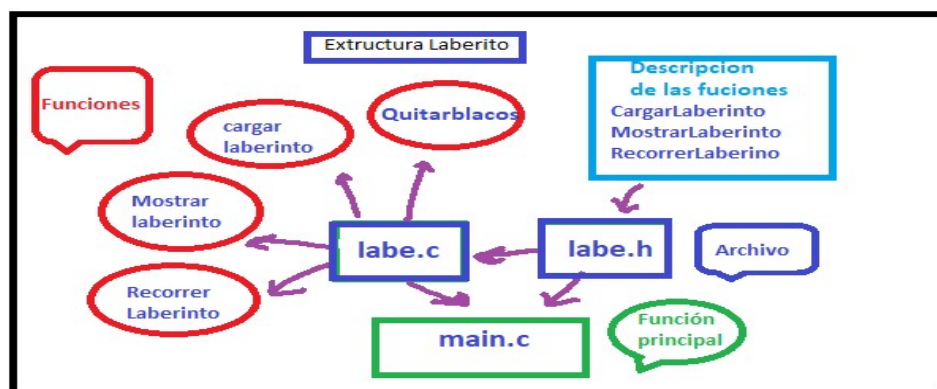 Extructura Laberito
Funciones
cargar
laberinto
Quitarblacos
Descripcion
de las fuciones
CargarLaberinto
MostrarLaberinto
RecorrerLaberino
Mostrar
laberinto
labe.c
labe.h
Archivo
Recorrer
Laberinto
main.c
Función
principal